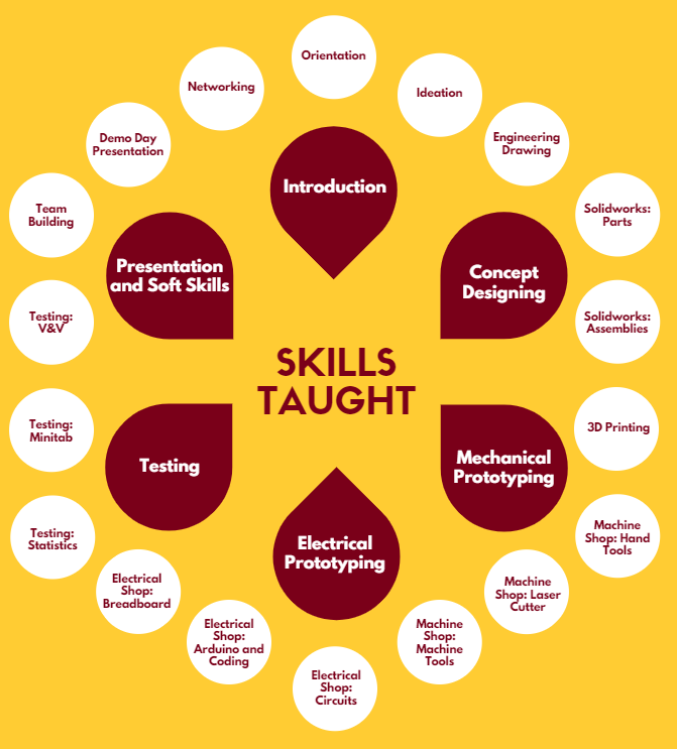 Orientation
Networking
Ideation
Demo Day
Presentation
Engineering
Drawing
Introduction
Team
Building
Solidworks:
Parts
Presentation
and Soft Skills
Concept
Designing
Testing:
V&V
Solidworks:
Assemblies
SKILLS
TAUGHT
Testing:
Minitab
3D Printing
Testing
Mechanical
Prototyping
Testing:
Statistics
Electrical
Prototyping
Machine
Shop: Hand
Tools
Electrical
Shop:
Breadboard
Machine
Shop: Laser
Cutter
Electrical
Shop:
Arduino and
Coding
Machine
Shop:
Machine
Tools
Electrical
Shop:
Circuits